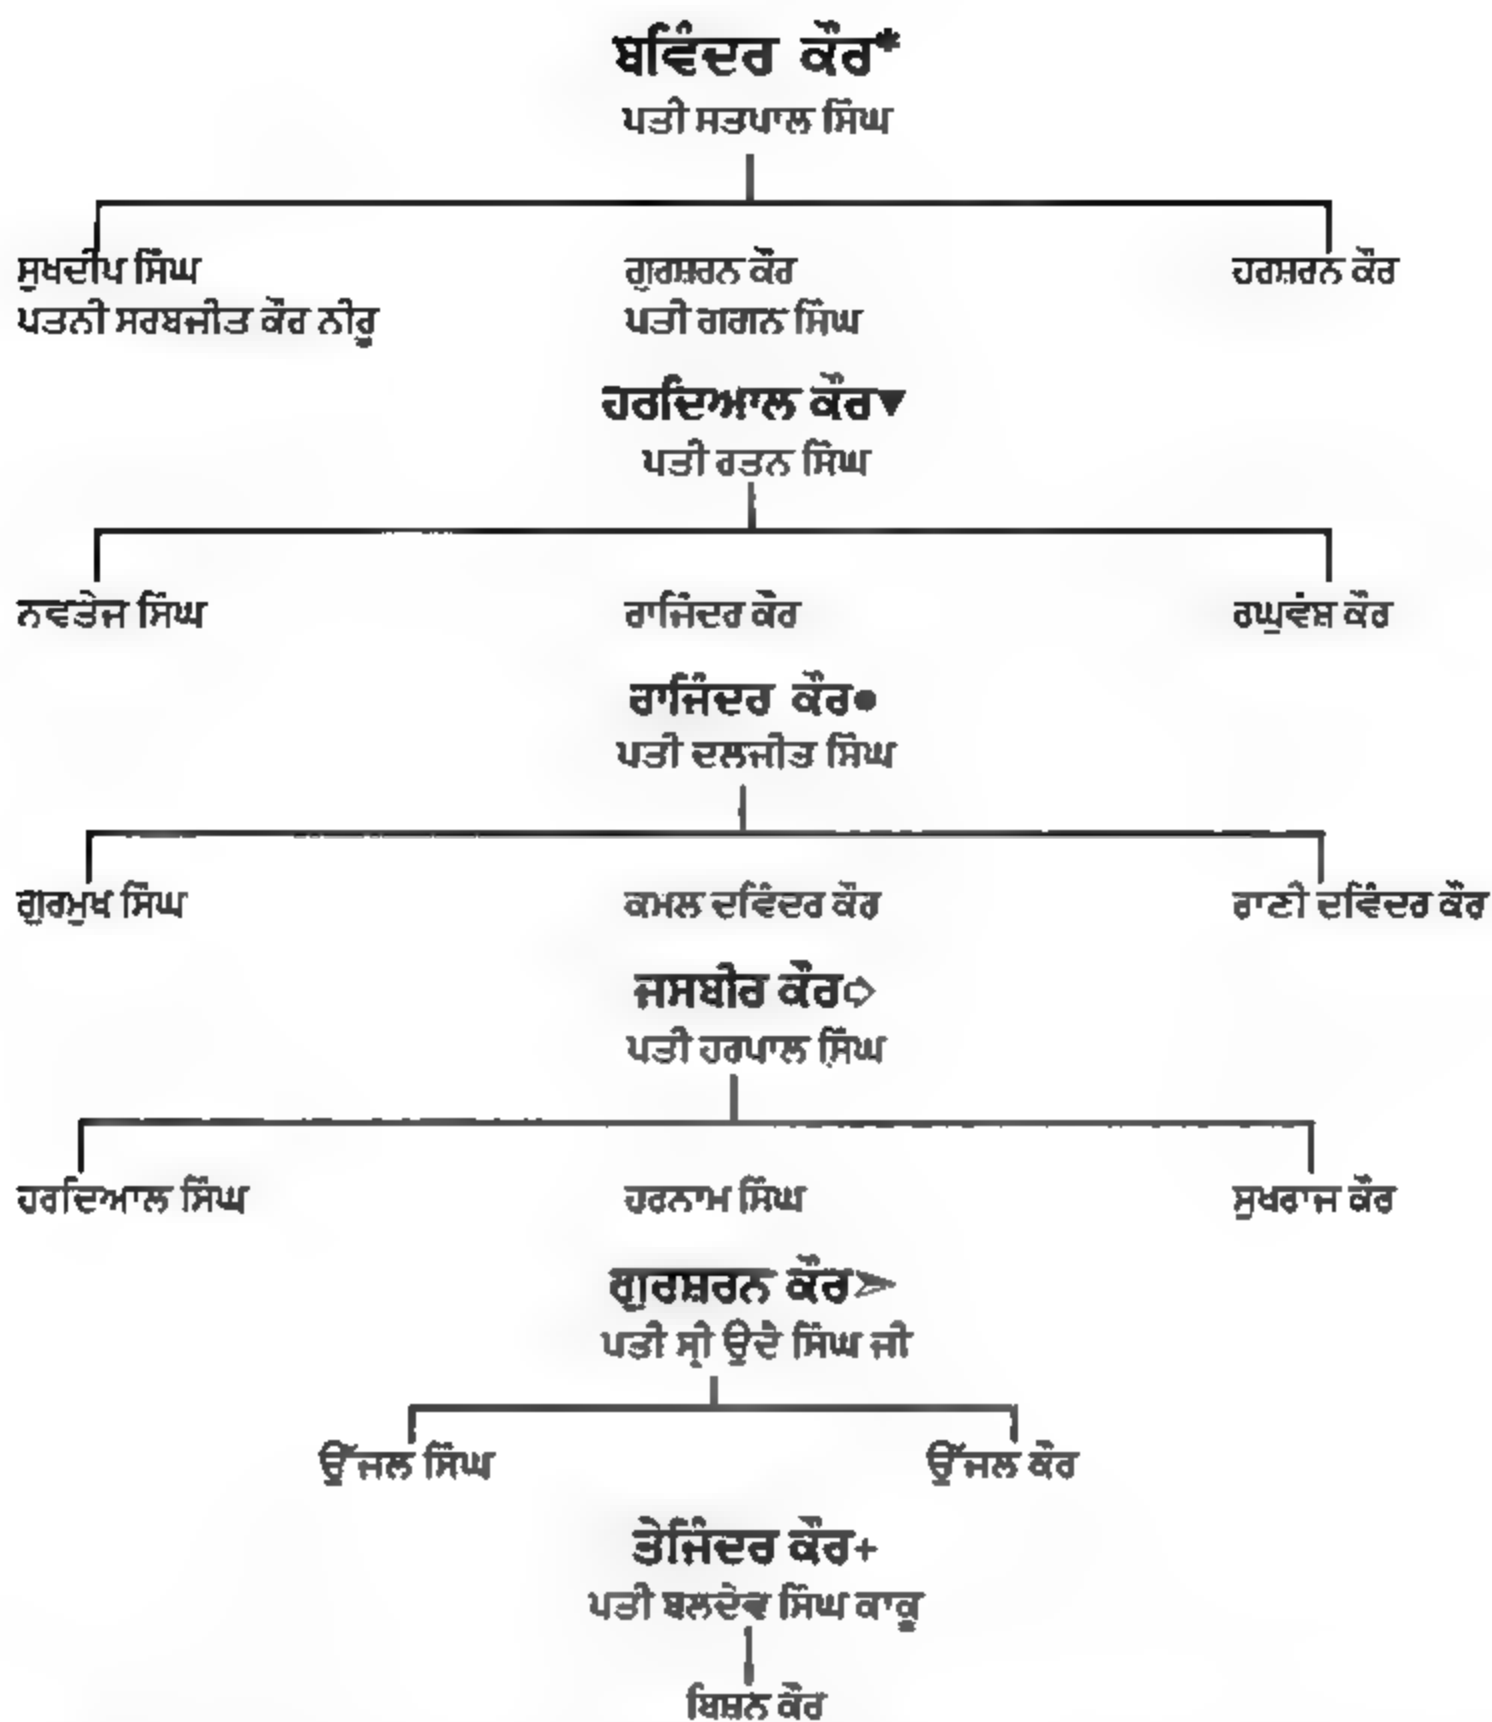 ਬਵਿੰਦਰ ਕੌਰ*
ਪਤੀ ਸਤਪਾਲ ਸਿੰਘ
ਸੁਖਦੀਪ ਸਿੰਘ ਗੁਰਸ਼ਰਨ ਕੌਰ ਹਰਸ਼ਰਨ ਕੌਰ
ਪਤਨੀ ਸਰਬਜੀਤ ਕੌਰ ਨੀਰੂ ਪਤੀ ਗਗਨ ਸਿੰਘ
ਹਰਦਿਆਲ ਕੌਰ▼
ਪਤੀ ਰਤਨ ਸਿੰਘ
ਨਵਤੇਜ ਸਿੰਘ ਰਾਜਿੰਦਰ ਕੌਰ ਰਘੁਵੰਸ਼ ਕੌਰ
ਰਾਜਿੰਦਰ ਕੌਰ●
ਪਤੀ ਦਲਜੀਤ ਸਿੰਘ
ਗੁਰਮੁਖ ਸਿੰਘ ਕਮਲ ਦਵਿੰਦਰ ਕੌਰ ਰਾਣੀ ਦਵਿੰਦਰ ਕੌਰ
ਜਸਬੀਰ ਕੌਰ➪
ਪਤੀ ਹਰਪਾਲ ਸਿੰਘ
ਹਰਦਿਆਲ ਸਿੰਘ ਹਰਨਾਮ ਸਿੰਘ ਸੁਖਰਾਜ ਕੌਰ
ਗੁਰਸ਼ਰਨ ਕੌਰ➢
ਪਤੀ ਸ੍ਰੀ ਉਦੇ ਸਿੰਘ ਜੀ
ਉੱਜਲ ਸਿੰਘ ਉੱਜਲ ਕੌਰ
ਤੇਜਿੰਦਰ ਕੌਰ+
ਪਤੀ ਬਲਦੇਵ ਸਿੰਘ ਕਾਕੂ
ਬਿਸ਼ਨ ਕੌਰ